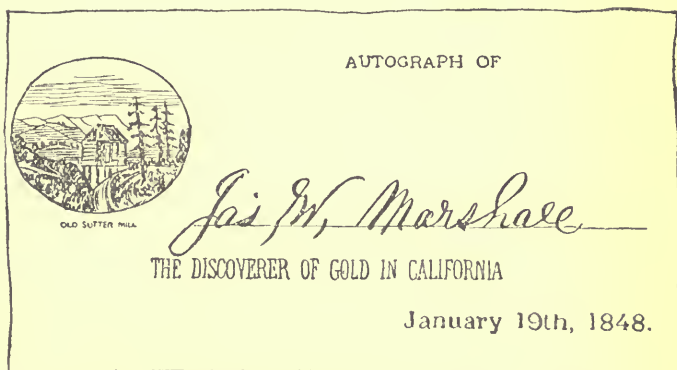 AUTOGRAPH OF
OLD SUTTER MILL
Jas W, Marshall
THE DISCOVERER OF GOLD IN CALIFORNIA
January 19th, 1848.